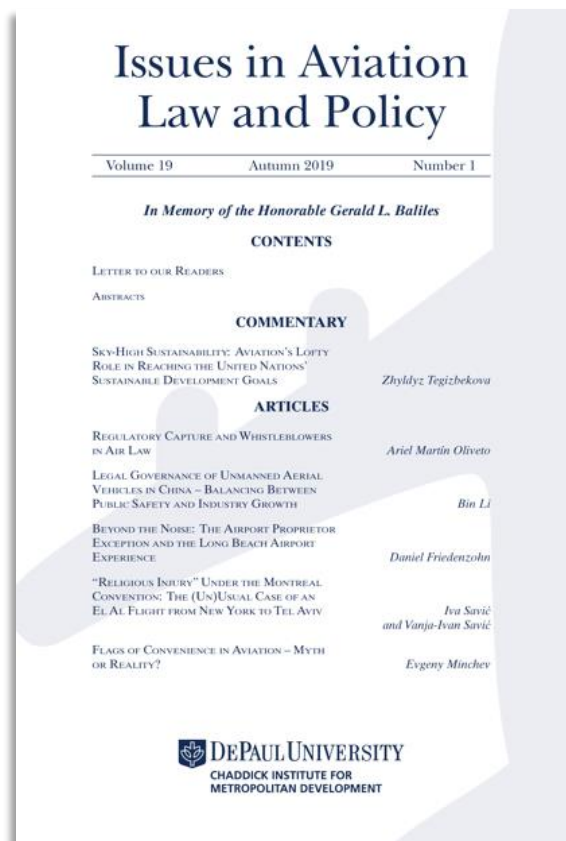 Issues in Aviation
Law and Policy
Volume 19 Autumn 2019 Number 1
In Memory of the Honorable Gerald L. Baliles
CONTENTS
LETTER TO OUR READERS
ABSTRACTS
COMMENTARY
SKY-HIGH SUSTAINABILITY: AVIATION'S LOFTY
ROLE IN REACHING THE UNITED NATIONS'
SUSTAINABLE DEVELOPMENT GOALS Zhyldyz Tegizbekova
ARTICLES
REGULATORY CAPTURE AND WHISTLEBLOWERS
IN AIR LAW Ariel Martín Oliveto
LEGAL GOVERNANCE OF UNMANNED AERIAL
VEHICLES IN CHINA – BALANCING BETWEEN
PUBLIC SAFETY AND INDUSTRY GROWTH Bin Li
BEYOND THE NOISE: THE AIRPORT PROPRIETOR
EXCEPTION AND THE LONG BEACH AIRPORT
EXPERIENCE Daniel Friedenzohn
"RELIGIOUS INJURY" UNDER THE MONTREAL
CONVENTION: THE (UN)USUAL CASE OF AN
EL AL FLIGHT FROM NEW YORK TO TEL AVIV Iva Savić
and Vanja-Ivan Savić
FLAGS OF CONVENIENCE IN AVIATION – MYTH
OR REALITY? Evgeny Minchev
DEPAUL UNIVERSITY
CHADDICK INSTITUTE FOR
METROPOLITAN DEVELOPMENT